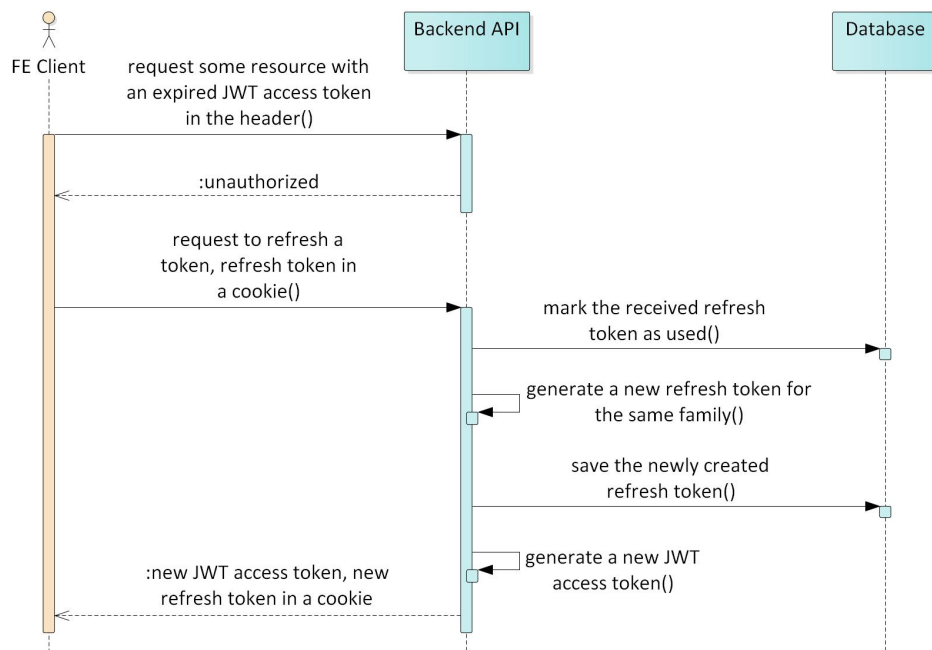 Backend API
Database
FE Client
request some resource with
an expired JWT access token
in the header()
:unauthorized
request to refresh a
token, refresh token in
a cookie()
mark the received refresh
token as used()
generate a new refresh token for
the same family()
save the newly created
refresh token()
generate a new JWT
access token()
:new JWT access token, new
refresh token in a cookie